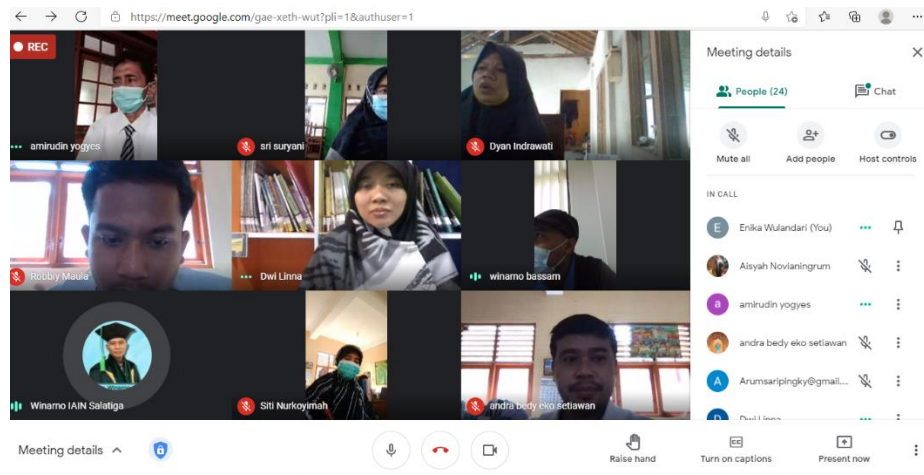 https://meet.google.com/gae-xeth-wut?pli=1&authuser=1
REC
amirudin yogyes
sri suryani
Dyan Indrawati
Robbiy Maula
Dwi Linna
winarno bassam
Winarno IAIN Salatiga
Siti Nurkoyimah
andra bedy eko setiawan
Meeting details
People (24)
Chat
Mute all
Add people
Host controls
IN CALL
E
Enika Wulandari (You)
Aisyah Novianingrum
a
amirudin yogyes
andra bedy eko setiawan
A
Arumsaripingky@gmail....
D
Dwi Linna
Meeting details
Raise hand
CC
Turn on captions
Present now